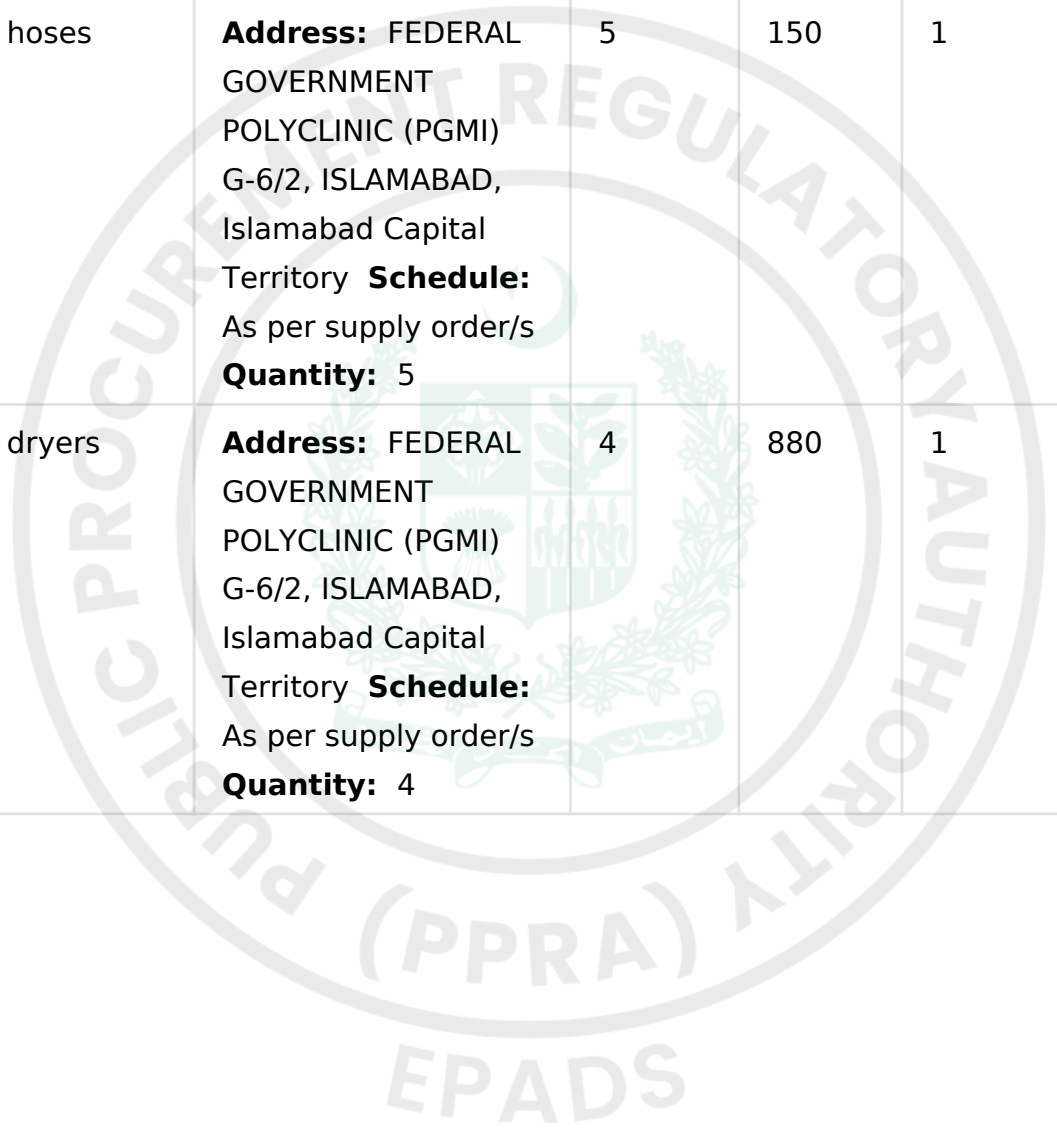 hoses Address: FEDERAL 5 150 1
GOVERNMENT
POLYCLINIC (PGMI)
G-6/2, ISLAMABAD,
Islamabad Capital
Territory Schedule:
As per supply order/s
Quantity: 5
dryers Address: FEDERAL 4 880 1
GOVERNMENT
POLYCLINIC (PGMI)
G-6/2, ISLAMABAD,
Islamabad Capital
Territory Schedule:
As per supply order/s
Quantity: 4
PUBLIC PROCUREMENT REGULATORY AUTHORITY
(PPRA)
EPADS